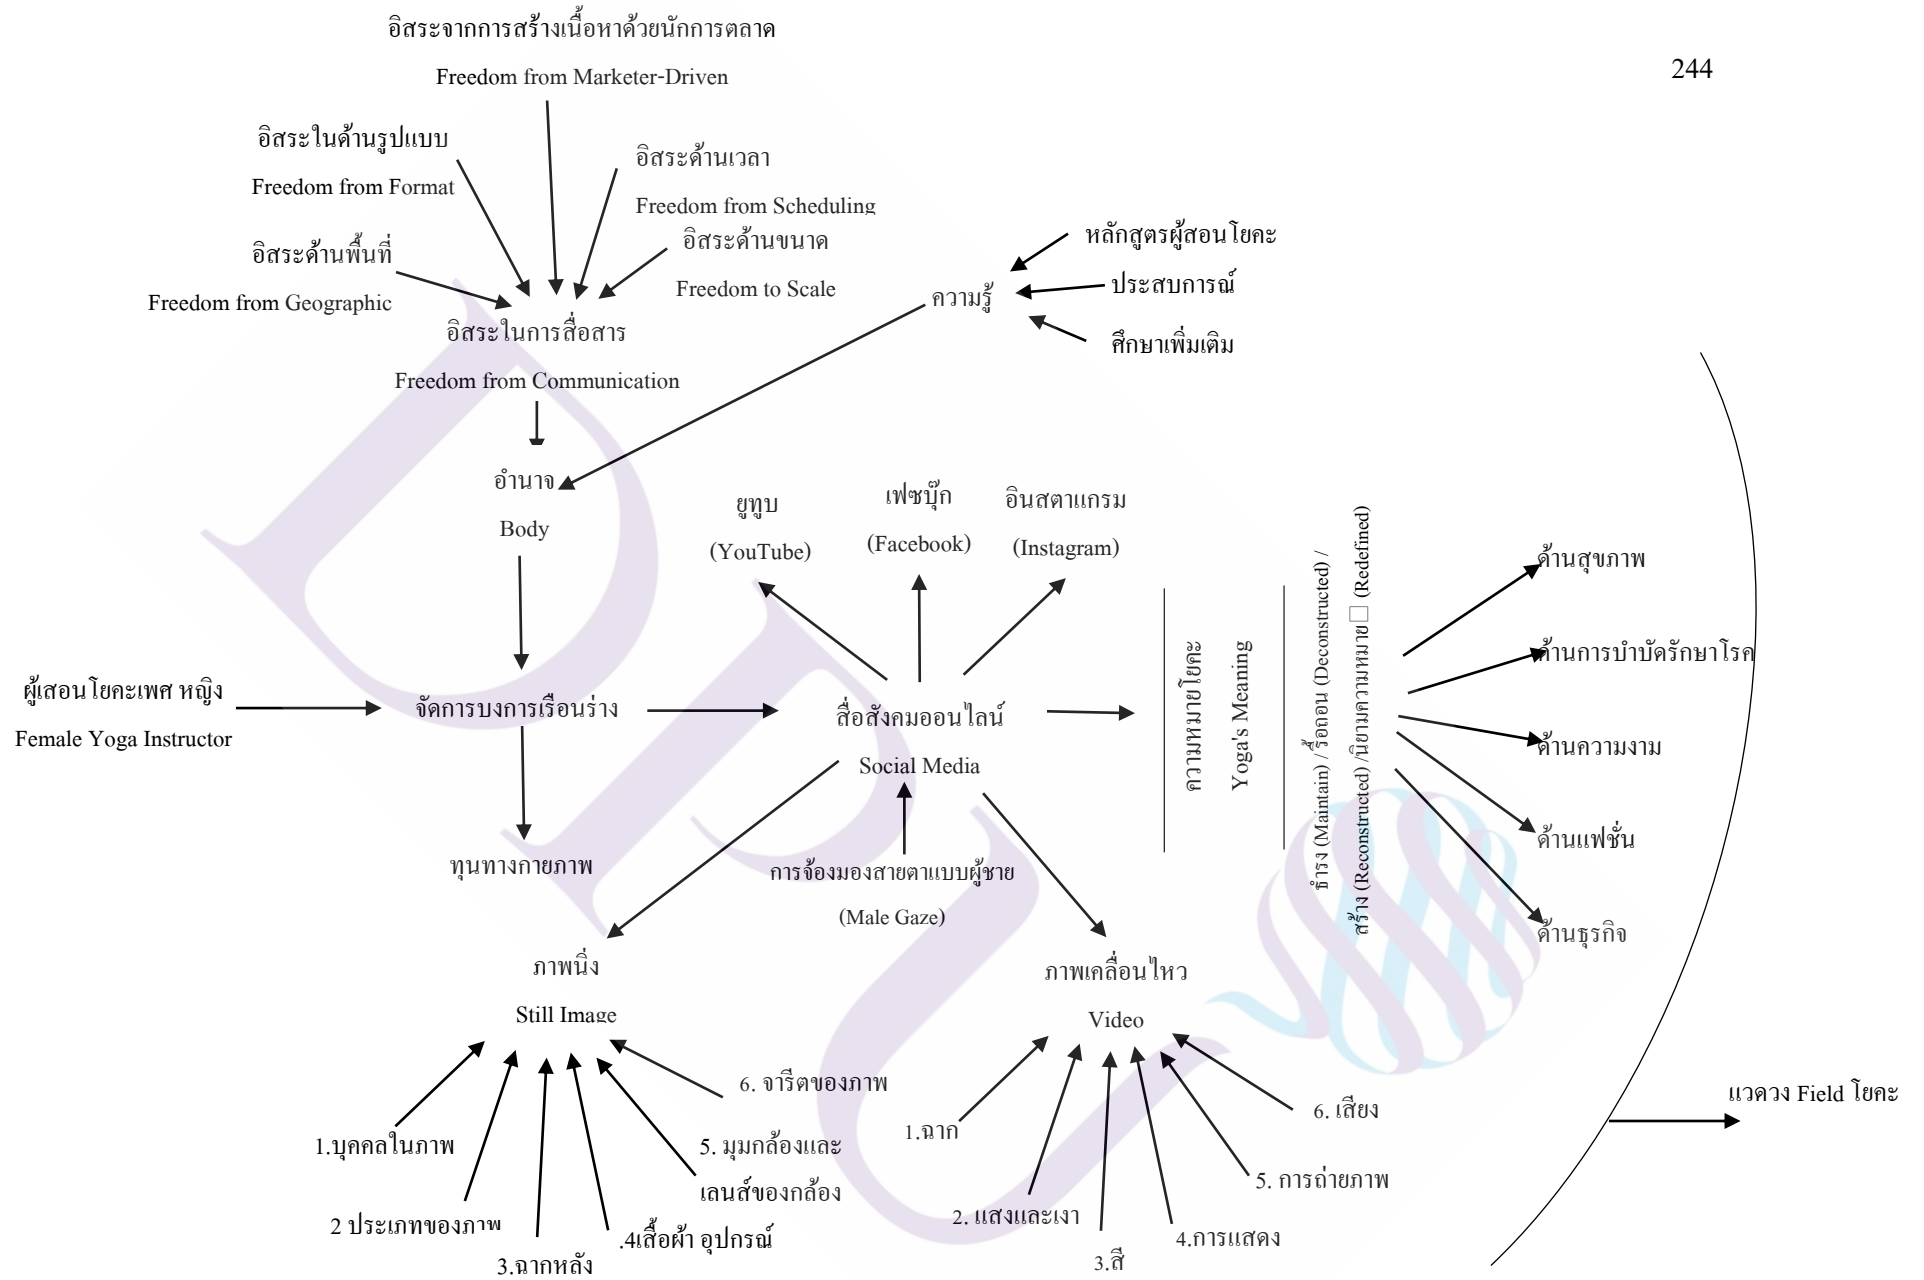 244
อิสระจากการสร้างเนื้อหาด้วยนักการตลาด
Freedom from Marketer-Driven
อิสระในด้านรูปแบบ
Freedom from Format
อิสระด้านเวลา
Freedom from Scheduling
อิสระด้านพื้นที่
Freedom from Geographic
อิสระด้านขนาด
Freedom to Scale
หลักสูตรผู้สอนโยคะ
ประสบการณ์
ศึกษาเพิ่มเติม
ความรู้
อิสระในการสื่อสาร
Freedom from Communication
อำนาจ
Body
ยูทูบ
(YouTube)
เฟซบุ๊ก
(Facebook)
อินสตาแกรม
(Instagram)
ผู้เสอนโยคะเพศ หญิง
Female Yoga Instructor
จัดการบงการเรือนร่าง
สื่อสังคมออนไลน์
Social Media
ความหมายโยคะ
Yoga's Meaning
ธำรง (Maintain) / รื้อถอน (Deconstructed) /
สร้าง (Reconstructed) /นิยามความหมาย□ (Redefined)
ด้านสุขภาพ
ด้านการบำบัดรักษาโรค
ด้านความงาม
ด้านแฟชั่น
ด้านธุรกิจ
ทุนทางกายภาพ
การจ้องมองสายตาแบบผู้ชาย
(Male Gaze)
ภาพนิ่ง
Still Image
ภาพเคลื่อนไหว
Video
1.บุคคลในภาพ
2 ประเภทของภาพ
3.ฉากหลัง
.4เสื้อผ้า อุปกรณ์
5. มุมกล้องและ
เลนส์ของกล้อง
6. จารีตของภาพ
1.ฉาก
2. แสงและเงา
3.สี
4.การแสดง
5. การถ่ายภาพ
6. เสียง
แวดวง Field โยคะ
DPU